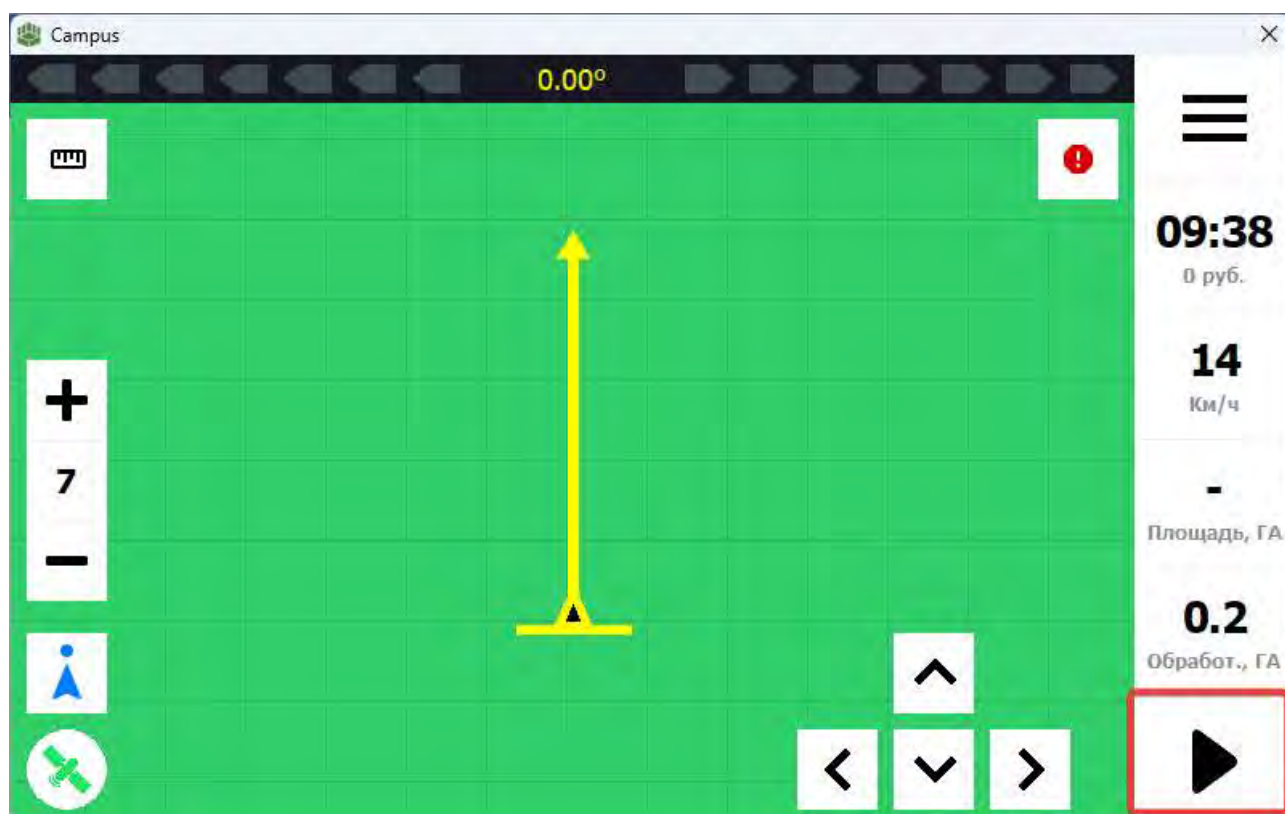 Campus
0.00º
09:38
0 руб.
14
Км/ч
7
-
Площадь, ГА
0.2
Обработ., ГА